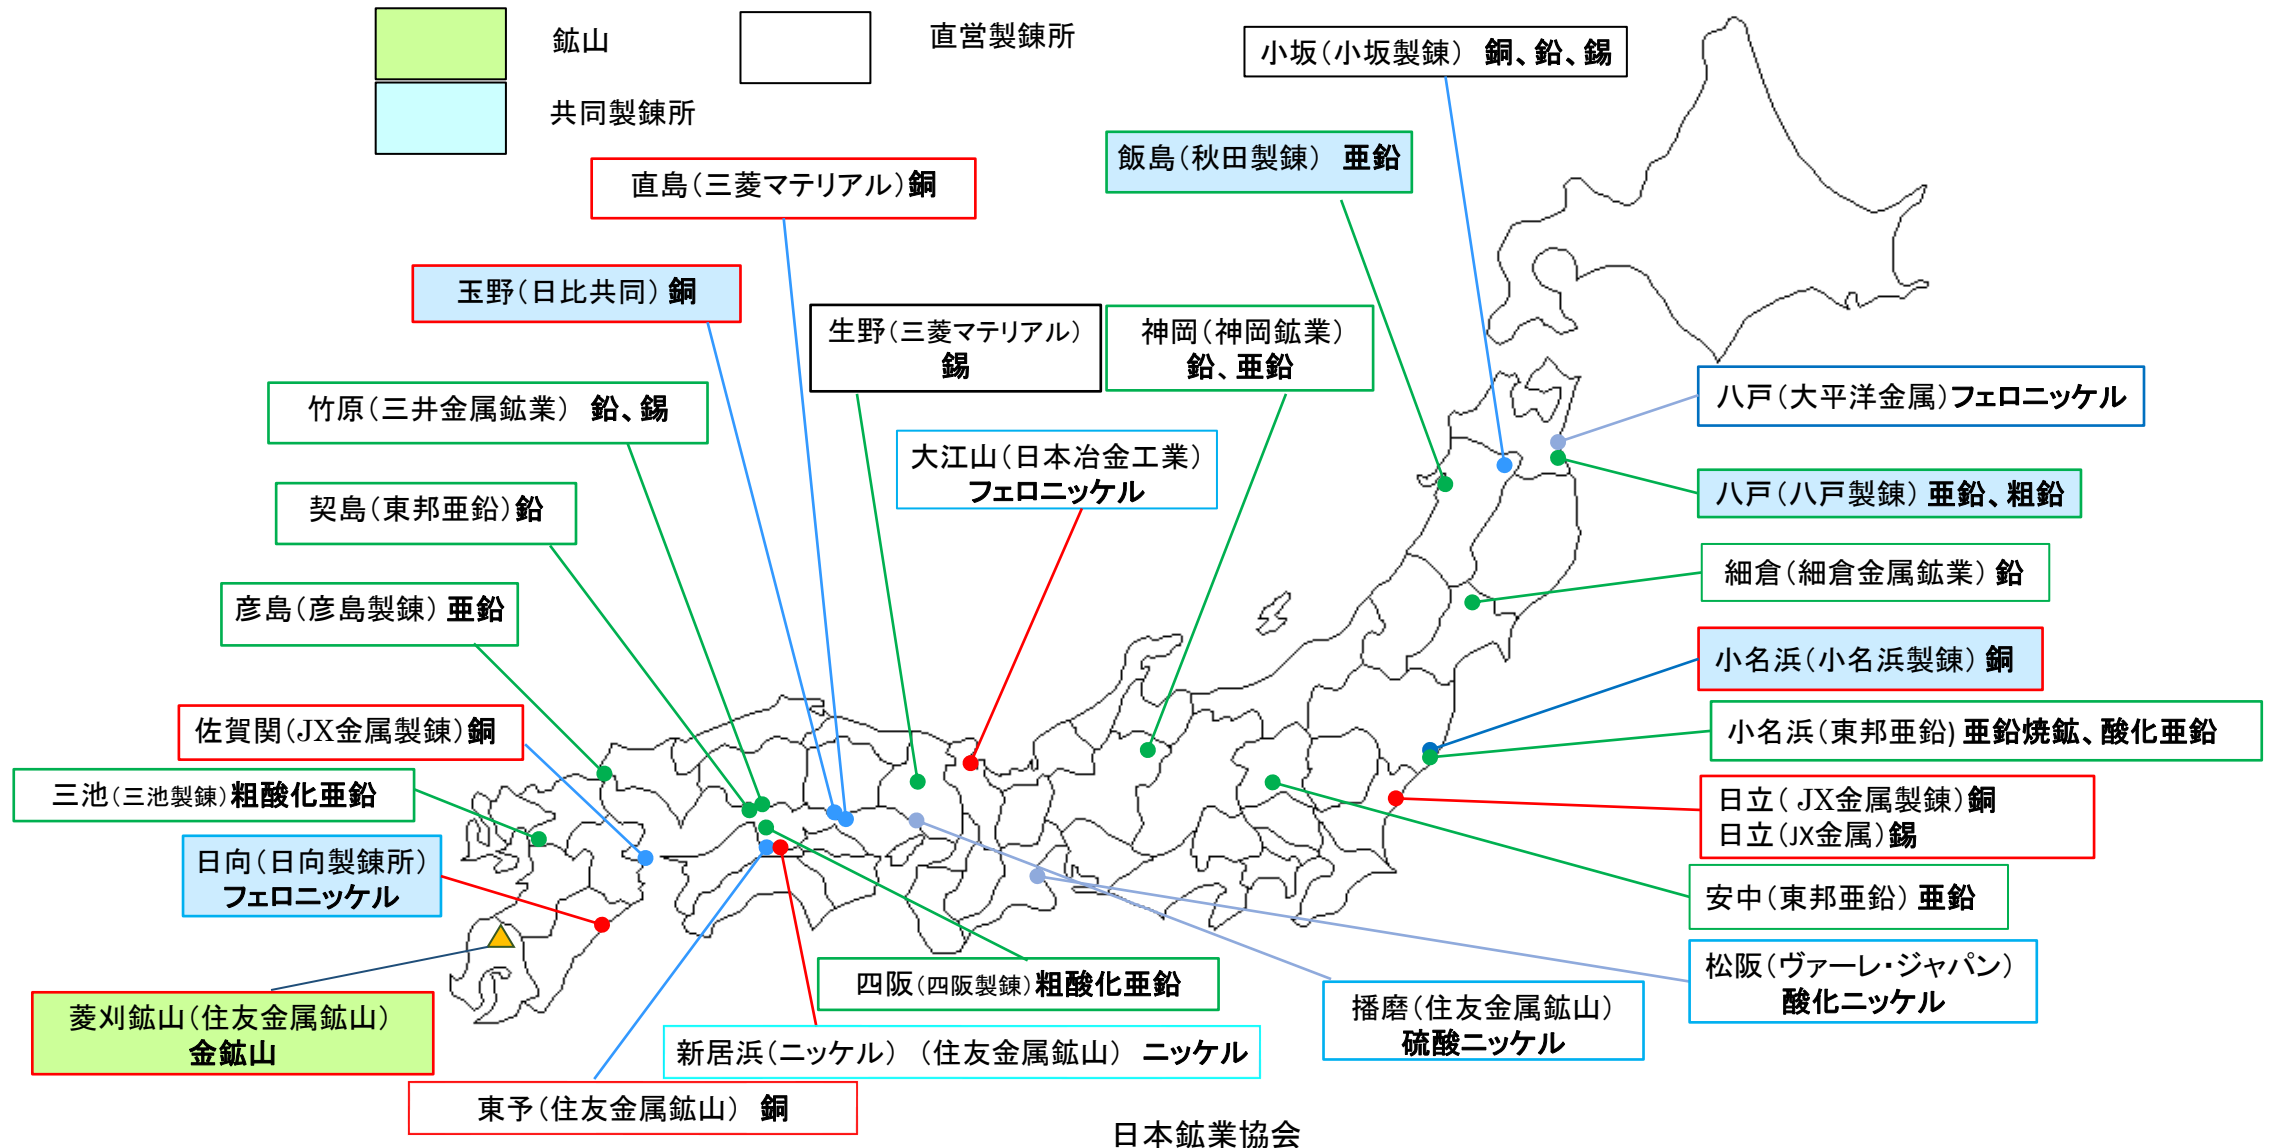 鉱山
直営製錬所
共同製錬所
小坂(小坂製錬) 銅、鉛、錫
飯島(秋田製錬) 亜鉛
直島(三菱マテリアル)銅
玉野(日比共同)銅
生野(三菱マテリアル)
錫
神岡(神岡鉱業)
鉛、亜鉛
竹原(三井金属鉱業) 鉛、錫
大江山(日本冶金工業)
フェロニッケル
八戸(大平洋金属)フェロニッケル
契島(東邦亜鉛)鉛
八戸(八戸製錬)亜鉛、粗鉛
細倉(細倉金属鉱業)鉛
彦島(彦島製錬)亜鉛
小名浜(小名浜製錬)銅
佐賀関(JX金属製錬)銅
小名浜(東邦亜鉛)亜鉛焼鉱、酸化亜鉛
三池(三池製錬)粗酸化亜鉛
日立( JX金属製錬)銅
日立(JX金属)錫
日向(日向製錬所)
フェロニッケル
安中(東邦亜鉛)亜鉛
松阪(ヴァーレ・ジャパン)
酸化ニッケル
四阪(四阪製錬)粗酸化亜鉛
播磨(住友金属鉱山)
硫酸ニッケル
菱刈鉱山(住友金属鉱山)
金鉱山
新居浜(ニッケル) (住友金属鉱山) ニッケル
東予(住友金属鉱山) 銅
日本鉱業協会